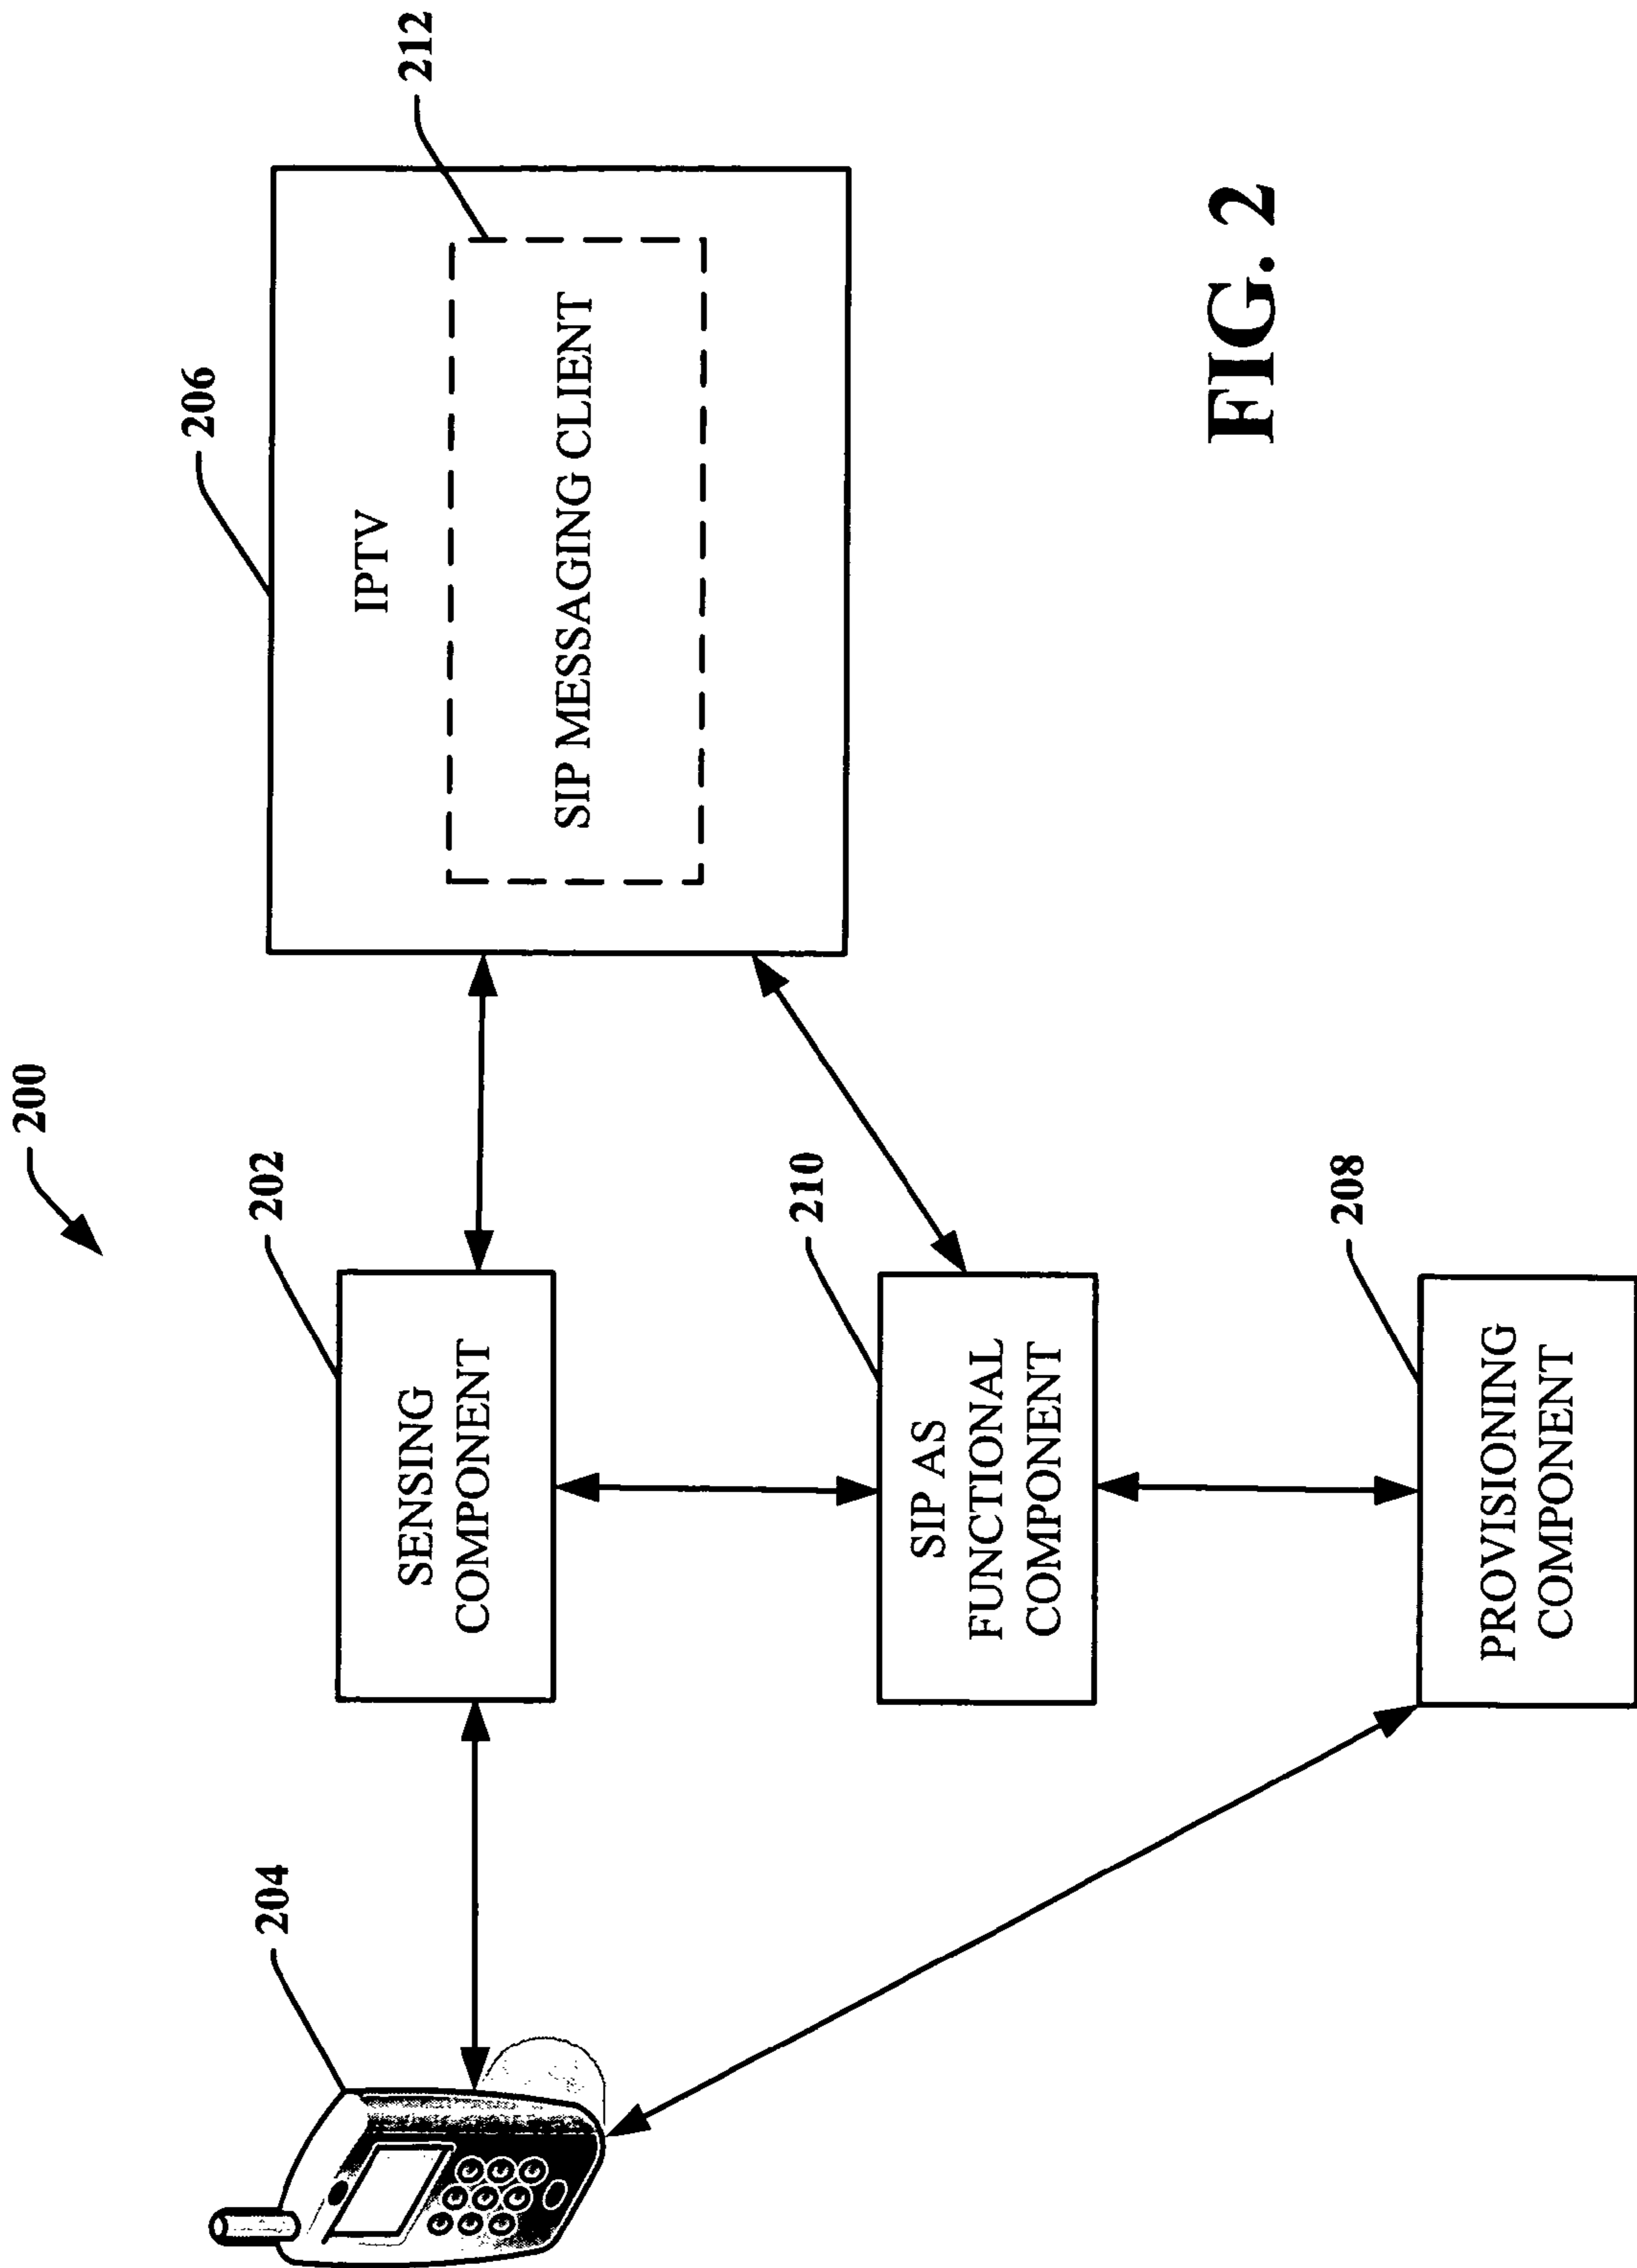 200
204
202
206
212
SENSING
COMPONENT
IPTV
SIP MESSAGING CLIENT
210
SIP AS
FUNCTIONAL
COMPONENT
208
PROVISIONING
COMPONENT
FIG. 2